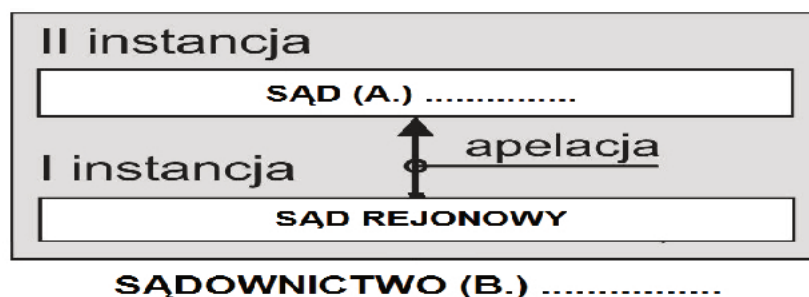 II instancja
SĄD (A.) ...............
apelacja
I instancja
SĄD REJONOWY
SĄDOWNICTWO (B.) ................